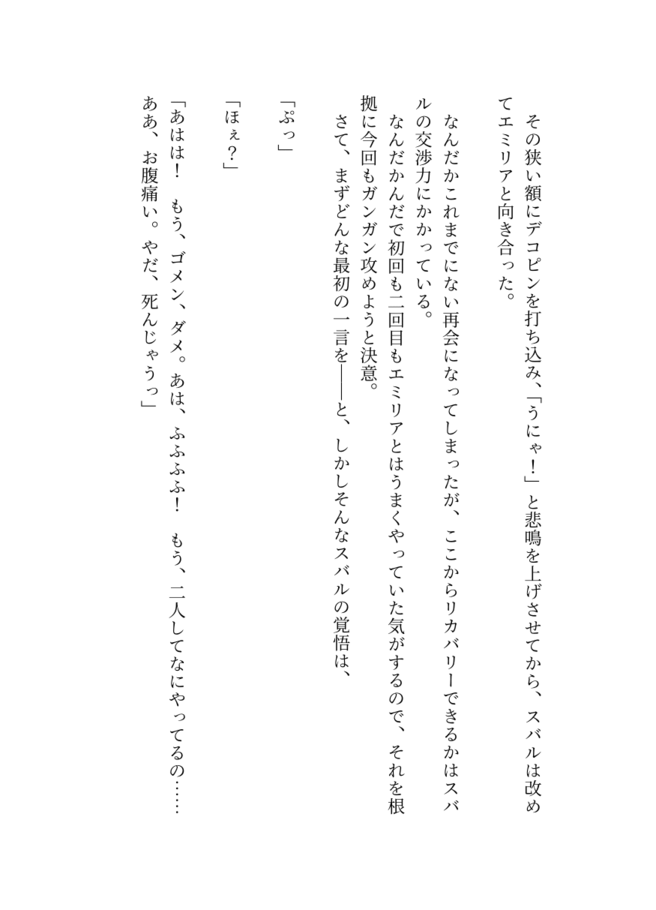 その狭い額にデコピンを打ち込み、「うにゃ！」と悲鳴を上げさせてから、スバルは改め
てエミリアと向き合った。
なんだかこれまでにない再会になってしまったが、ここからリカバリーできるかはスバ
ルの交渉力にかかっている。
なんだかんだで初回も二回目もエミリアとはうまくやっていた気がするので、それを根
拠に今回もガンガン攻めようと決意。
さて、まずどんな最初の一言を――と、しかしそんなスバルの覚悟は、
「ぷっ」
「ほぇ？」
「あはは！　もう、ゴメン、ダメ。あは、ふふふふ！　もう、二人してなにやってるの……
ああ、お腹痛い。やだ、死んじゃうっ」